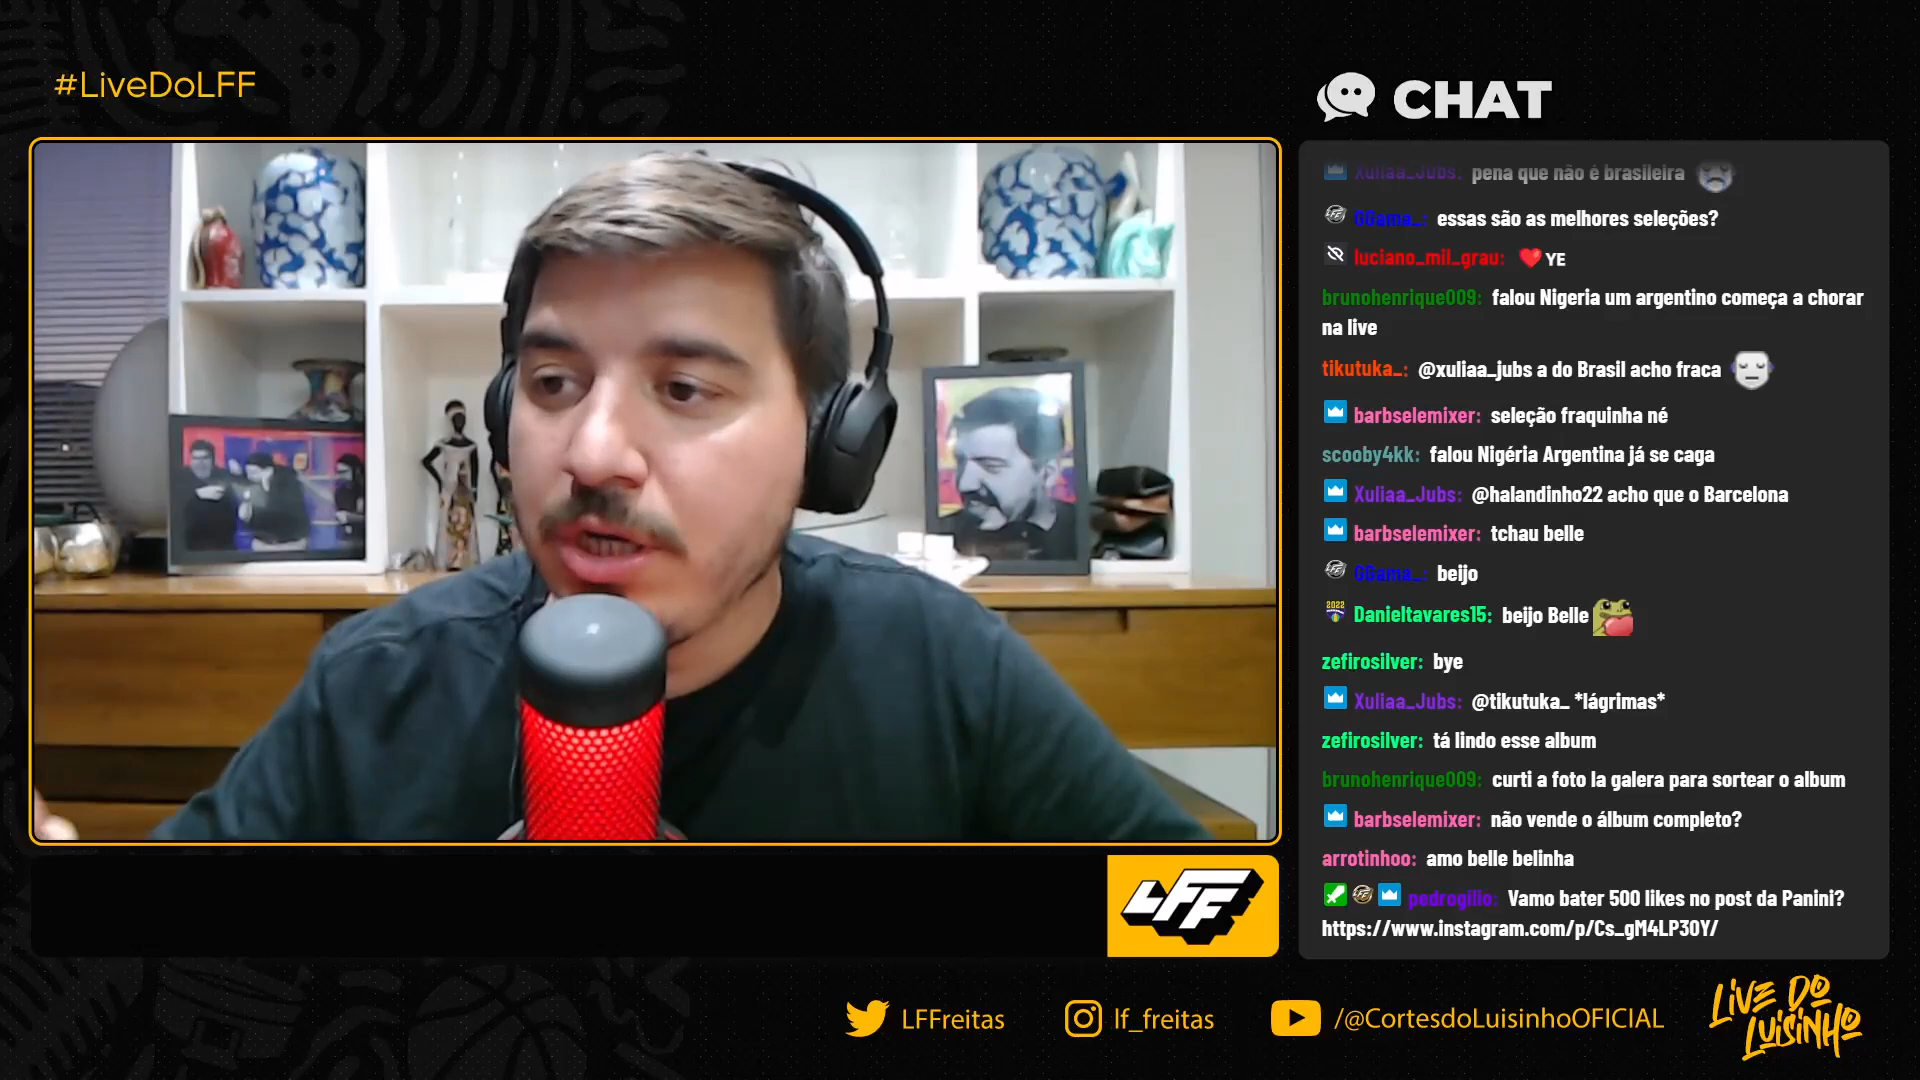 #LiveDoLFF
CHAT
Xuliaa_Jubs: pena que não é brasileira
GGama_: essas são as melhores seleções?
luciano_mil_grau: YE
brunohenrique009: falou Nigeria um argentino começa a chorar
na live
tikutuka_: @xuliaa_jubs a do Brasil acho fraca
barbselemixer: seleção fraquinha né
scooby4kk: falou Nigéria Argentina já se caga
Xuliaa_Jubs: @halandinho22 acho que o Barcelona
barbselemixer: tchau belle
GGama_: beijo
2022
Danieltavares15: beijo Belle
zefirosilver: bye
Xuliaa_Jubs: @tikutuka_ *lágrimas*
zefirosilver: tá lindo esse album
brunohenrique009: curti a foto la galera para sortear o album
barbselemixer: não vende o álbum completo?
arrotinhoo: amo belle belinha
pedrogilio: Vamo bater 500 likes no post da Panini?
https://www.instagram.com/p/Cs_gM4LP3OY/
LFF
LFFreitas
lf_freitas
/@CortesdoLuisinhoOFICIAL
LIVE DO
LUISINHO